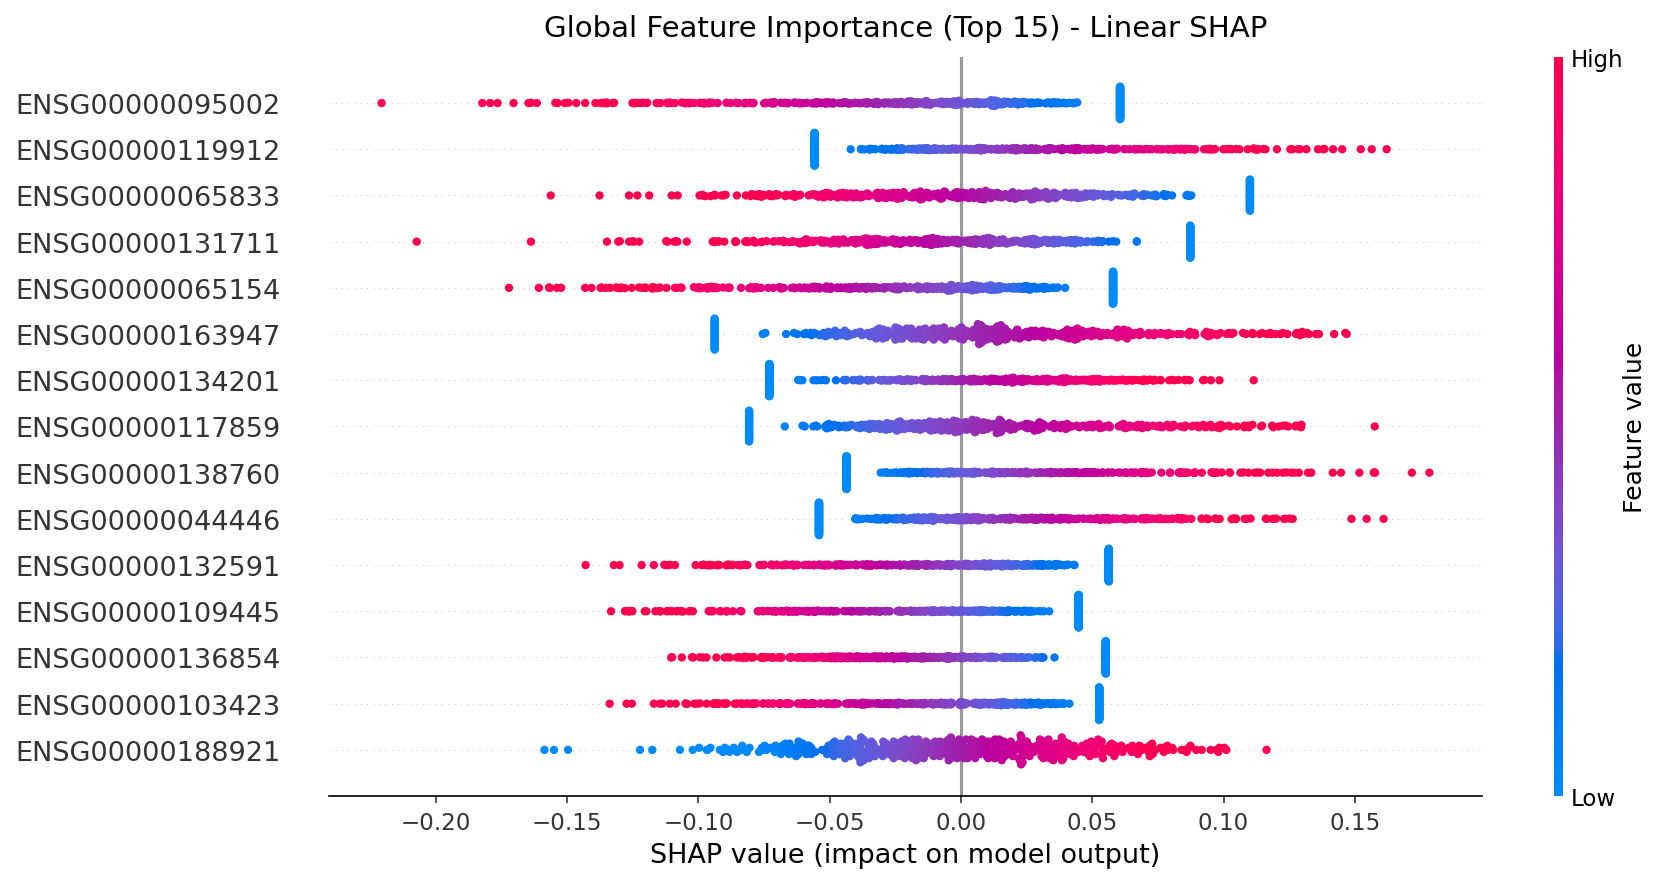 Global Feature Importance (Top 15) - Linear SHAP
High
ENSG00000095002
ENSG00000119912
ENSG00000065833
ENSG00000131711
ENSG00000065154
ENSG00000163947
ENSG00000134201
ENSG00000117859
ENSG00000138760
ENSG00000044446
ENSG00000132591
ENSG00000109445
ENSG00000136854
ENSG00000103423
ENSG00000188921
Feature value
Low
−0.20 −0.15 −0.10 −0.05 0.00 0.05 0.10 0.15
SHAP value (impact on model output)